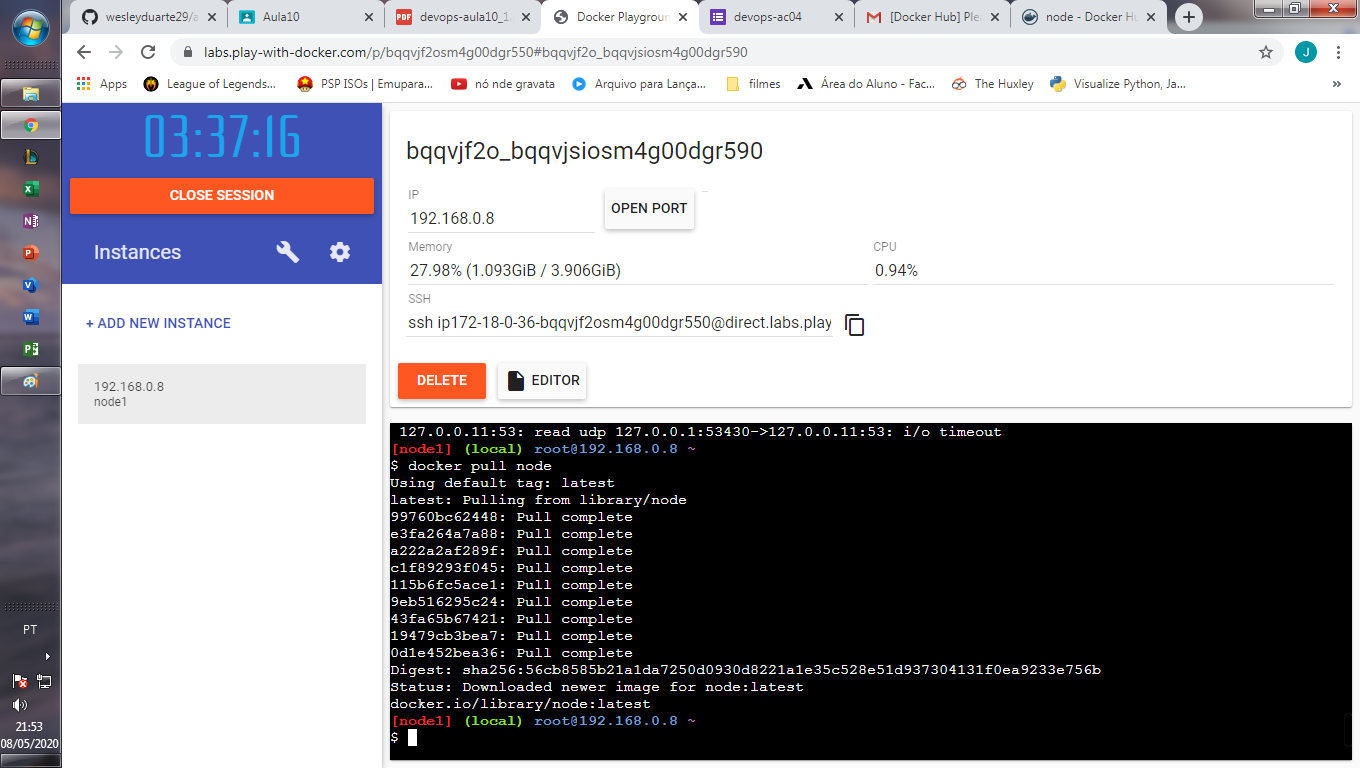 wesleyduarte29/a
Aula10
devops-aula10_1
Docker Playgroun
devops-ac04
[Docker Hub] Ple
node - Docker Hu
labs.play-with-docker.com/p/bqqvjf2osm4g00dgr550#bqqvjf2o_bqqvjsiosm4g00dgr590
J
Apps
League of Legends...
PSP ISOs | Emupara...
nó nde gravata
Arquivo para Lança...
filmes
Área do Aluno - Fac...
The Huxley
Visualize Python, Ja...
»
03:37:16
CLOSE SESSION
Instances
+ ADD NEW INSTANCE
192.168.0.8
node1
bqqvjf2o_bqqvjsiosm4g00dgr590
IP
192.168.0.8
OPEN PORT
Memory
27.98% (1.093GiB / 3.906GiB)
CPU
0.94%
SSH
ssh ip172-18-0-36-bqqvjf2osm4g00dgr550@direct.labs.play
DELETE
EDITOR
127.0.0.11:53: read udp 127.0.0.1:53430->127.0.0.11:53: i/o timeout
[node1] (local) root@192.168.0.8 ~
$ docker pull node
Using default tag: latest
latest: Pulling from library/node
99760bc62448: Pull complete
e3fa264a7a88: Pull complete
a222a2af289f: Pull complete
c1f89293f045: Pull complete
115b6fc5ace1: Pull complete
9eb516295c24: Pull complete
43fa65b67421: Pull complete
19479cb3bea7: Pull complete
0d1e452bea36: Pull complete
Digest: sha256:56cb8585b21a1da7250d0930d8221a1e35c528e51d937304131f0ea9233e756b
Status: Downloaded newer image for node:latest
docker.io/library/node:latest
[node1] (local) root@192.168.0.8 ~
$
PT
21:53
08/05/2020